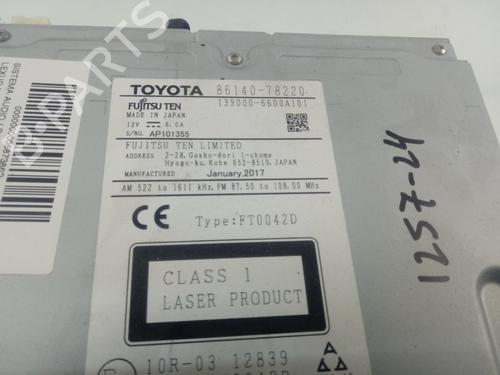 TOYOTA 86140-78220
FUJITSU TEN 139000-6600A101
MADE IN JAPAN
12V 6.0A
S/NO. AP101355
FUJITSU TEN LIMITED
ADDRESS 2-28, Gosho-dori 1-chome
Hyogo-ku, Kobe 652-8510, JAPAN
MANUFACTURED January,2017
AM 522 to 1611 kHz, FM 87.50 to 108.00 MHz
CE Type:FT0042D
CLASS 1
LASER PRODUCT
10R-03 12839
1257-24
SISTEMA AUDIO
LEXUS
PARTS